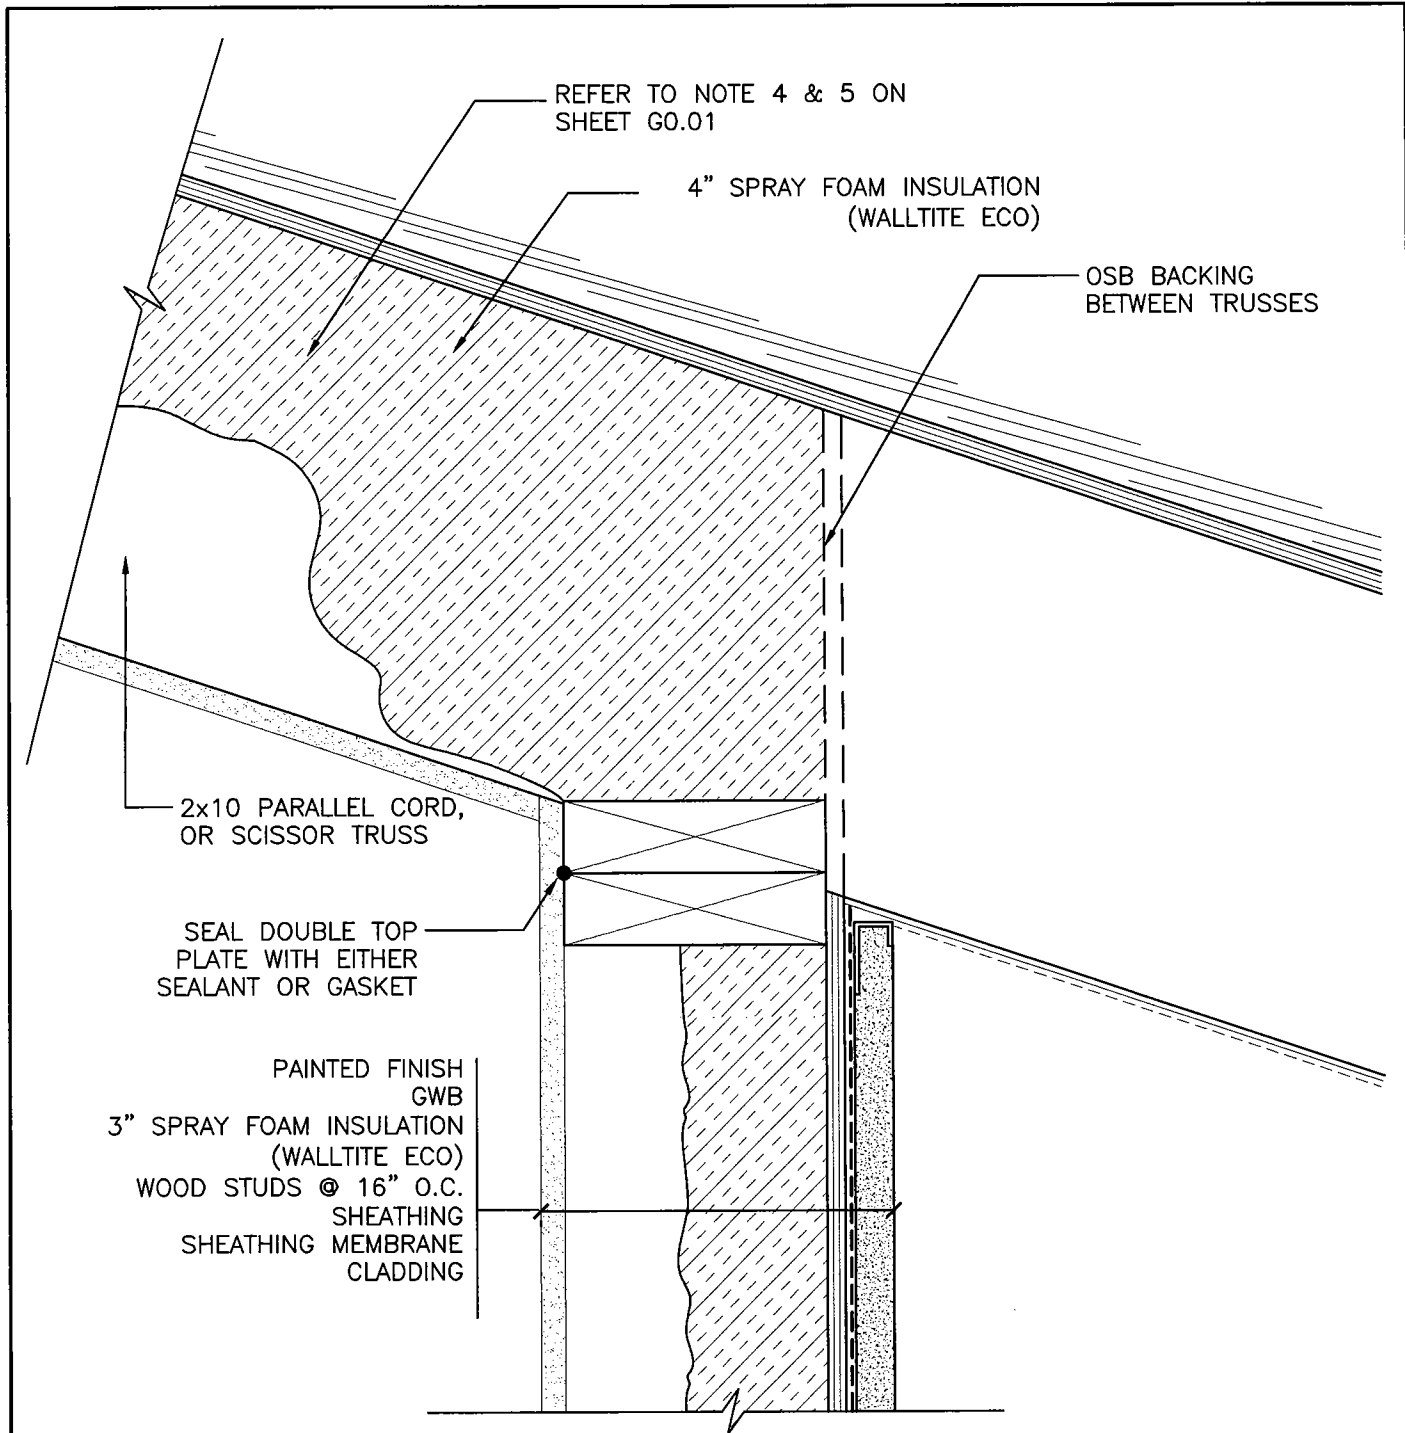 REFER TO NOTE 4 & 5 ON
SHEET G0.01
4" SPRAY FOAM INSULATION
(WALLTITE ECO)
OSB BACKING
BETWEEN TRUSSES
2x10 PARALLEL CORD,
OR SCISSOR TRUSS
SEAL DOUBLE TOP
PLATE WITH EITHER
SEALANT OR GASKET
PAINTED FINISH
GWB
3" SPRAY FOAM INSULATION
(WALLTITE ECO)
WOOD STUDS @ 16" O.C.
SHEATHING
SHEATHING MEMBRANE
CLADDING